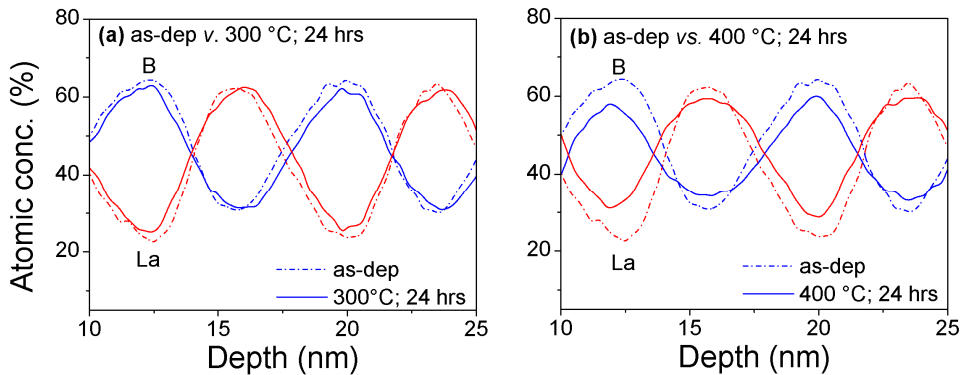 (a) as-dep v. 300 °C; 24 hrs
B
La
as-dep
300°C; 24 hrs
80
60
40
20
10
15
20
25
Atomic conc. (%)
Depth (nm)
(b) as-dep vs. 400 °C; 24 hrs
B
La
as-dep
400 °C; 24 hrs
80
60
40
20
10
15
20
25
Depth (nm)